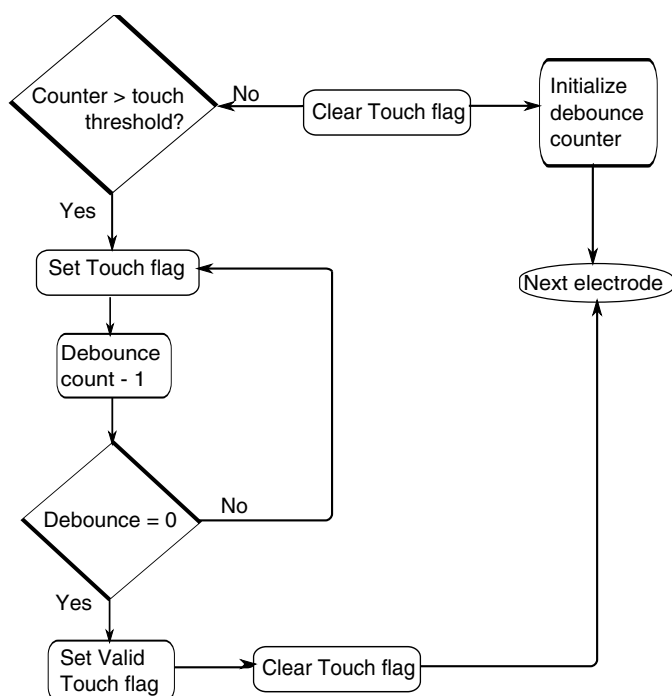 Counter > touch
threshold?
No
Clear Touch flag
Initialize
debounce
counter
Yes
Set Touch flag
Next electrode
Debounce
count - 1
Debounce = 0
No
Yes
Set Valid
Touch flag
Clear Touch flag